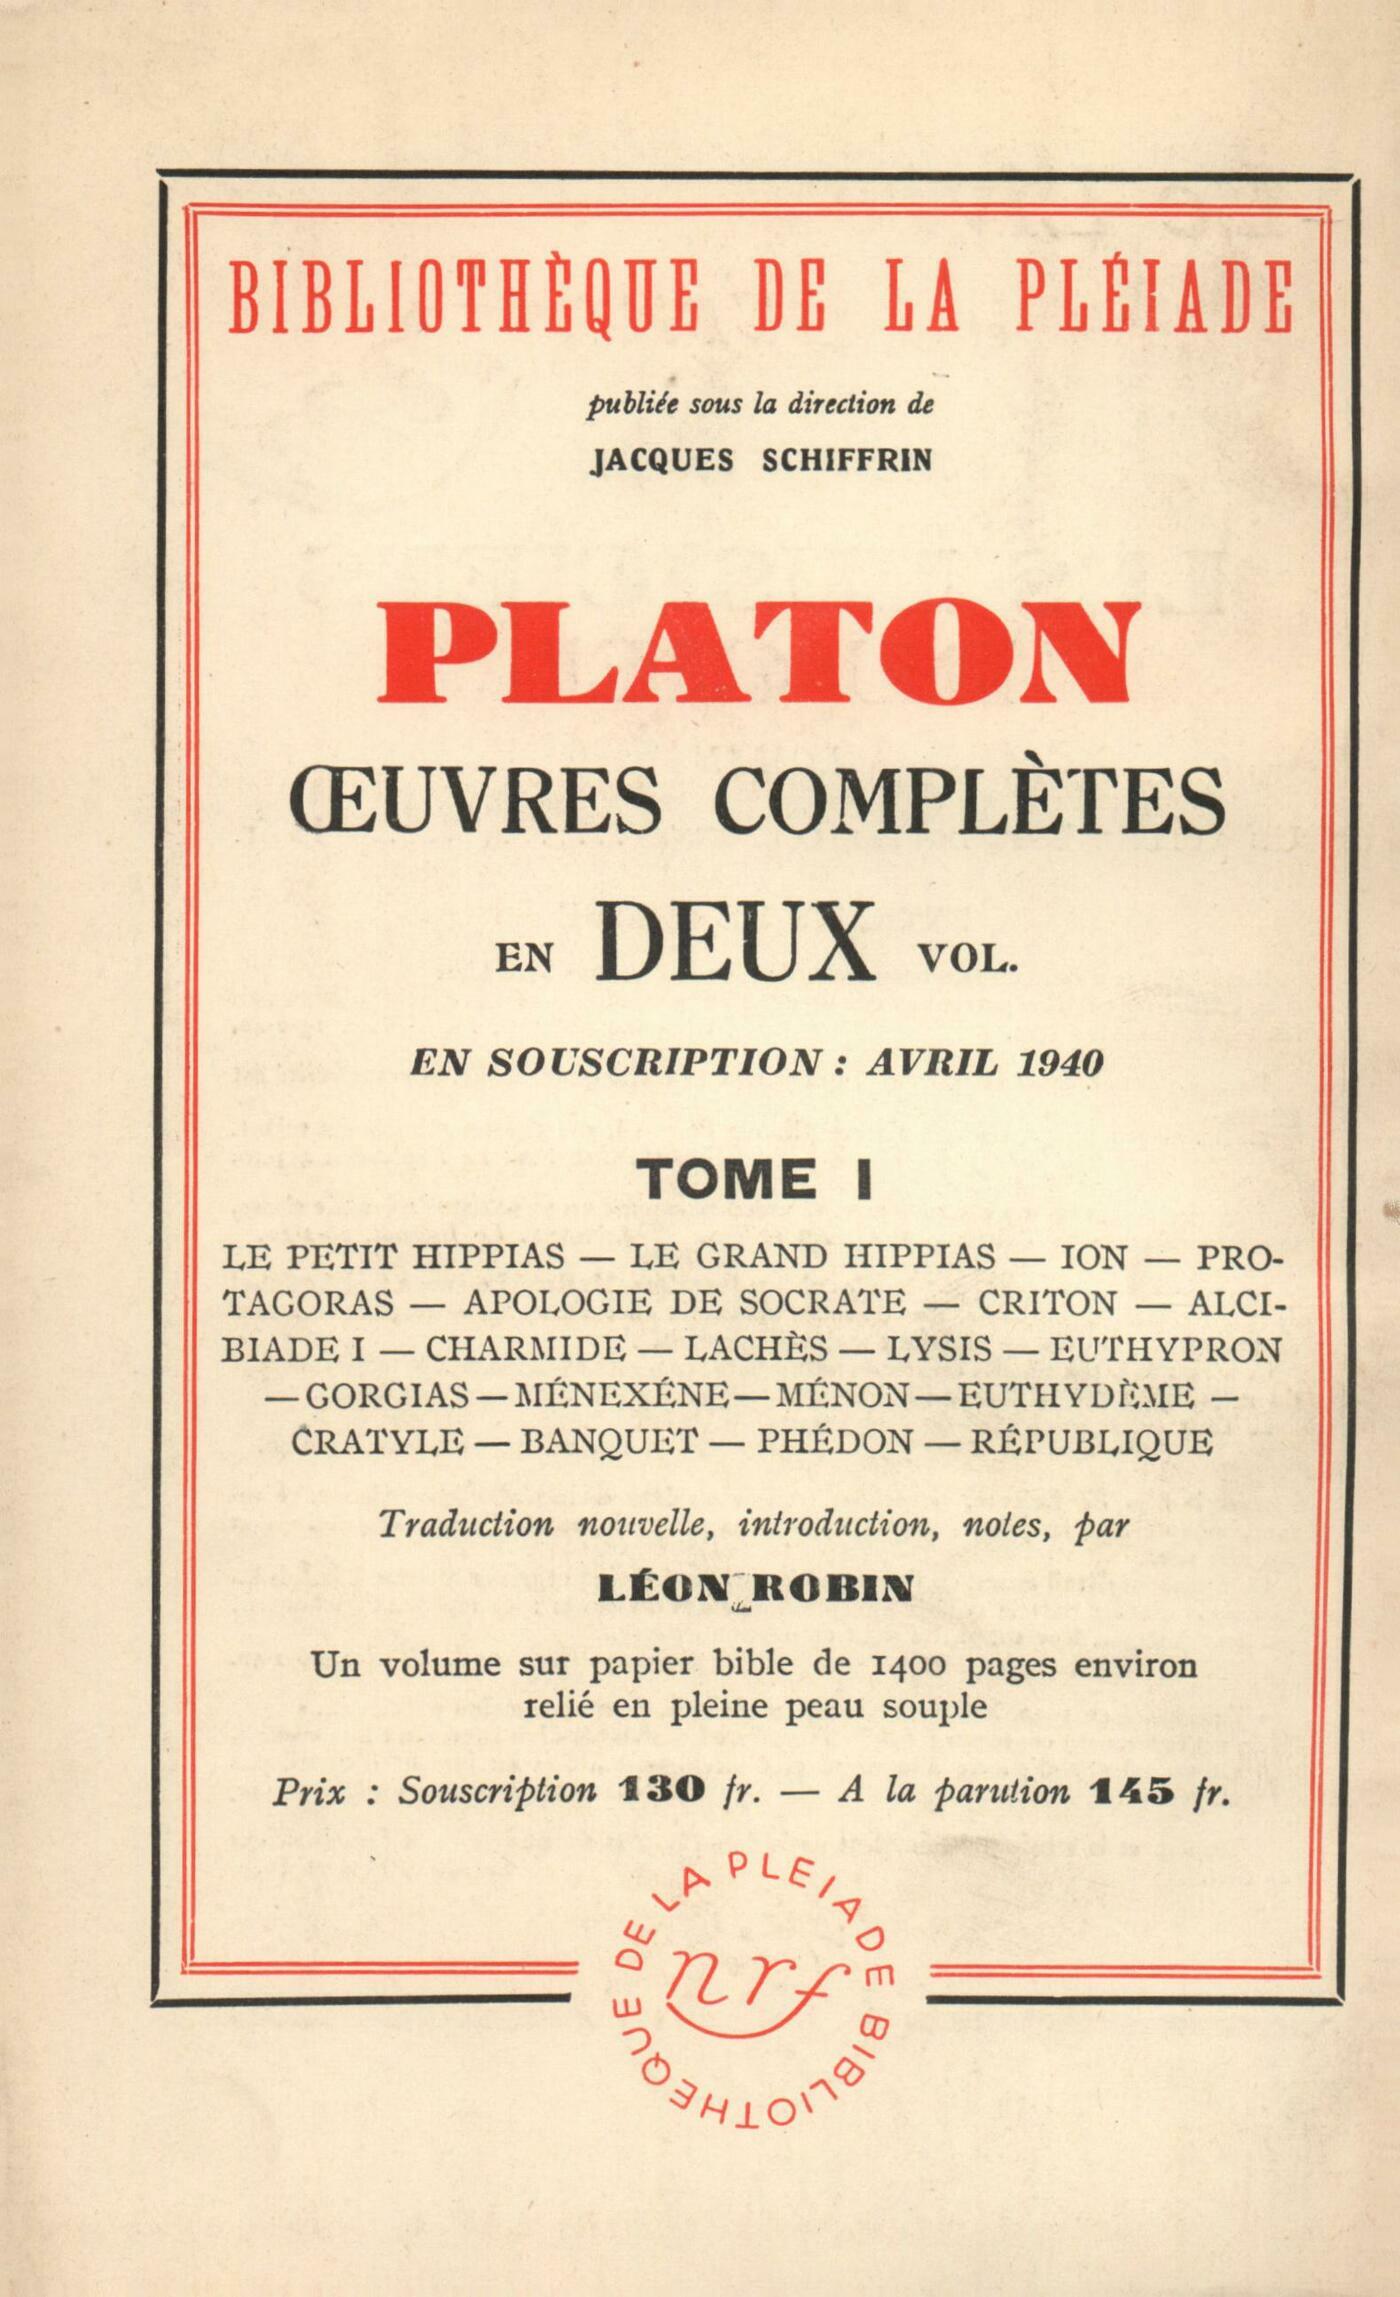 BIBLIOTHÈQUE DE LA PLÉIADE
publiée sous la direction de
JACQUES SCHIFFRIN
PLATON
ŒUVRES COMPLÈTES
EN DEUX VOL.
EN SOUSCRIPTION : AVRIL 1940
TOME I
LE PETIT HIPPIAS — LE GRAND HIPPIAS — ION — PRO-
TAGORAS — APOLOGIE DE SOCRATE — CRITON — ALCI-
BIADE I — CHARMIDE — LACHÈS — LYSIS — EUTHYPRON
— GORGIAS — MÉNEXÉNE — MÉNON — EUTHYDÈME —
CRATYLE — BANQUET — PHÉDON — RÉPUBLIQUE
Traduction nouvelle, introduction, notes, par
LÉON ROBIN
Un volume sur papier bible de 1400 pages environ
relié en pleine peau souple
Prix : Souscription 130 fr. — A la parution 145 fr.
BIBLIOTHEQUE DE LA PLEIADE
nrf